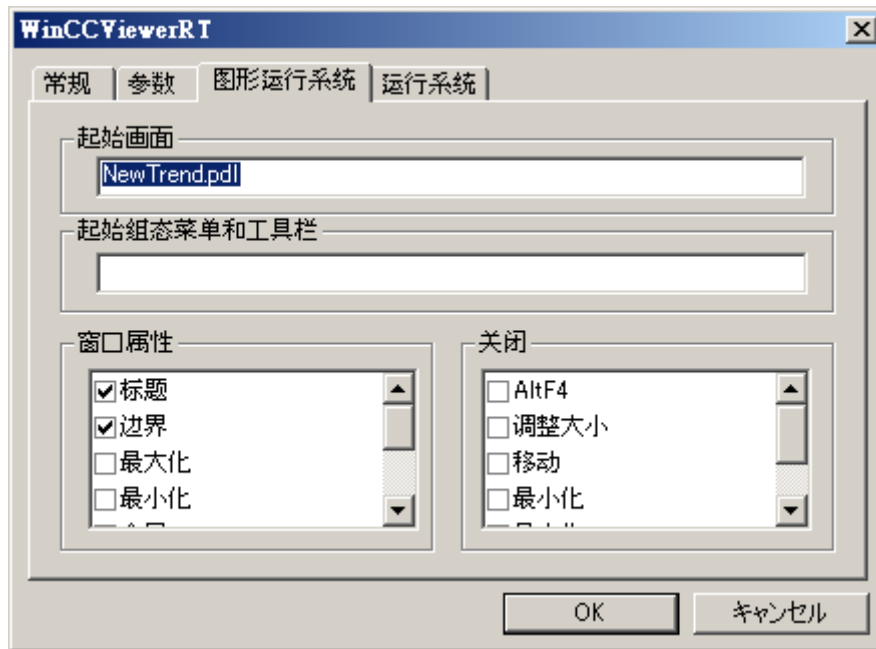 WinCCViewerRT
常规 参数 图形运行系统 运行系统
起始画面
NewTrend.pdl
起始组态菜单和工具栏
窗口属性
标题
边界
最大化
最小化
关闭
AltF4
调整大小
移动
最小化
OK キャンセル